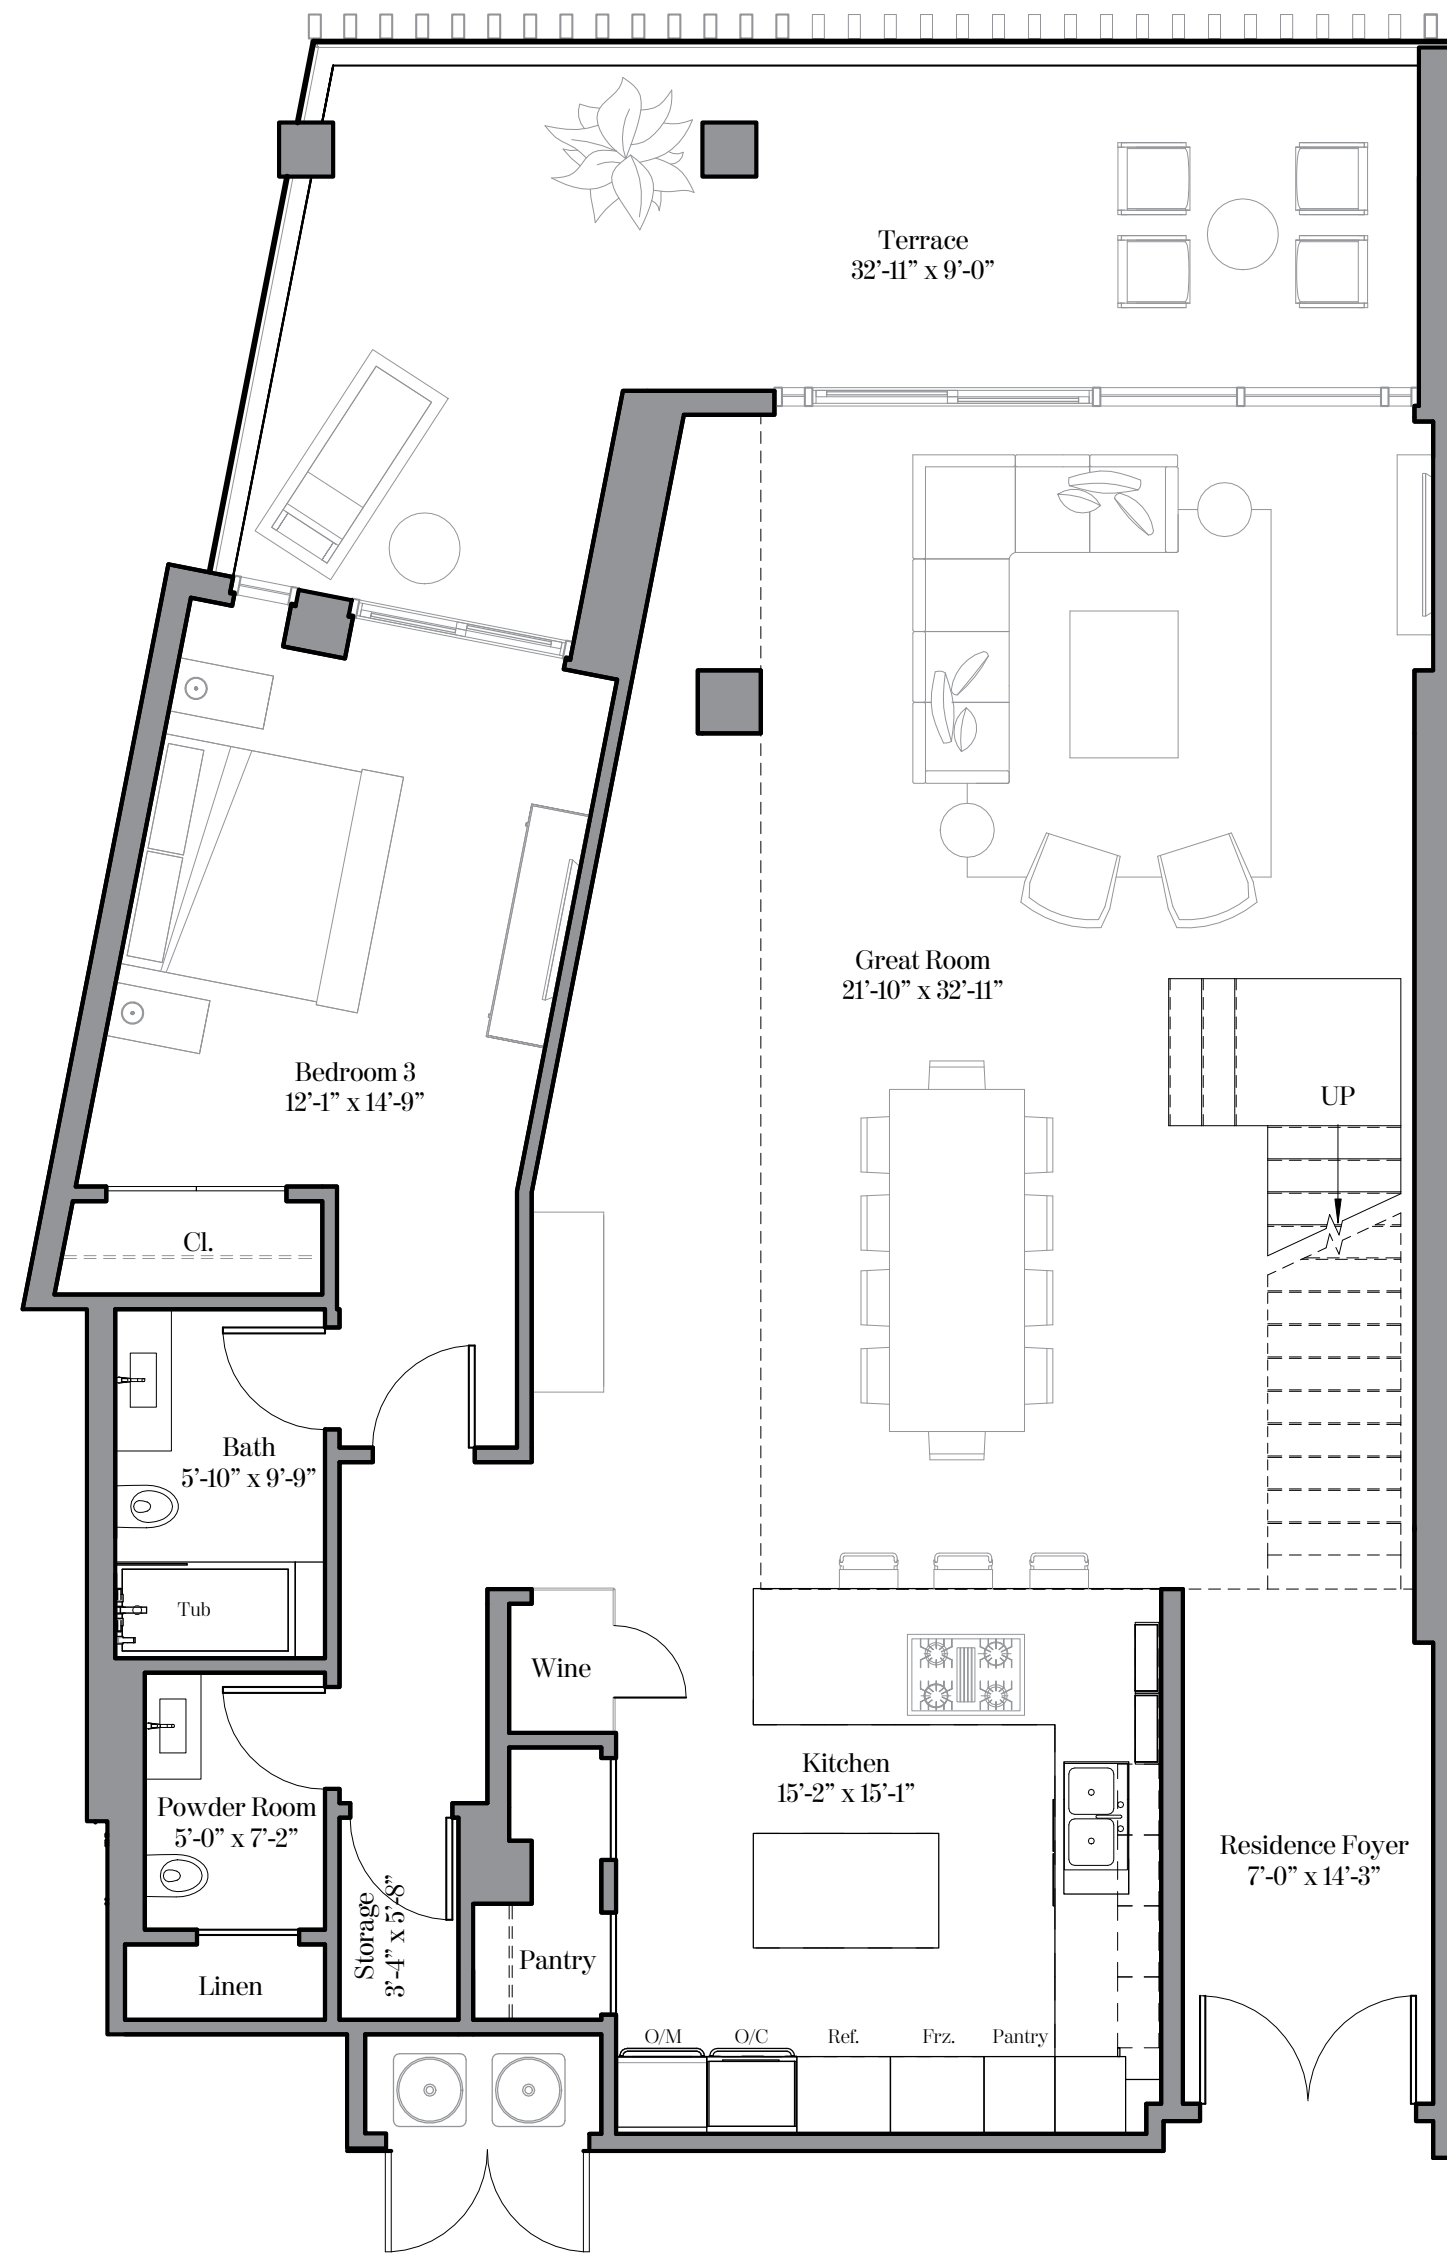 Terrace
32’-11” x 9’-0”
Great Room
21’-10” x 32’-11”
Bedroom 3
12’-1” x 14’-9”
UP
Cl.
Bath
5’-10” x 9’-9”
Tub
Wine
Kitchen
15’-2” x 15’-1”
Powder Room
5’-0” x 7’-2”
Residence Foyer
7’-0” x 14’-3”
Storage
3’-4” x 5’-8”
Pantry
Linen
O/M
O/C
Ref.
Frz.
Pantry